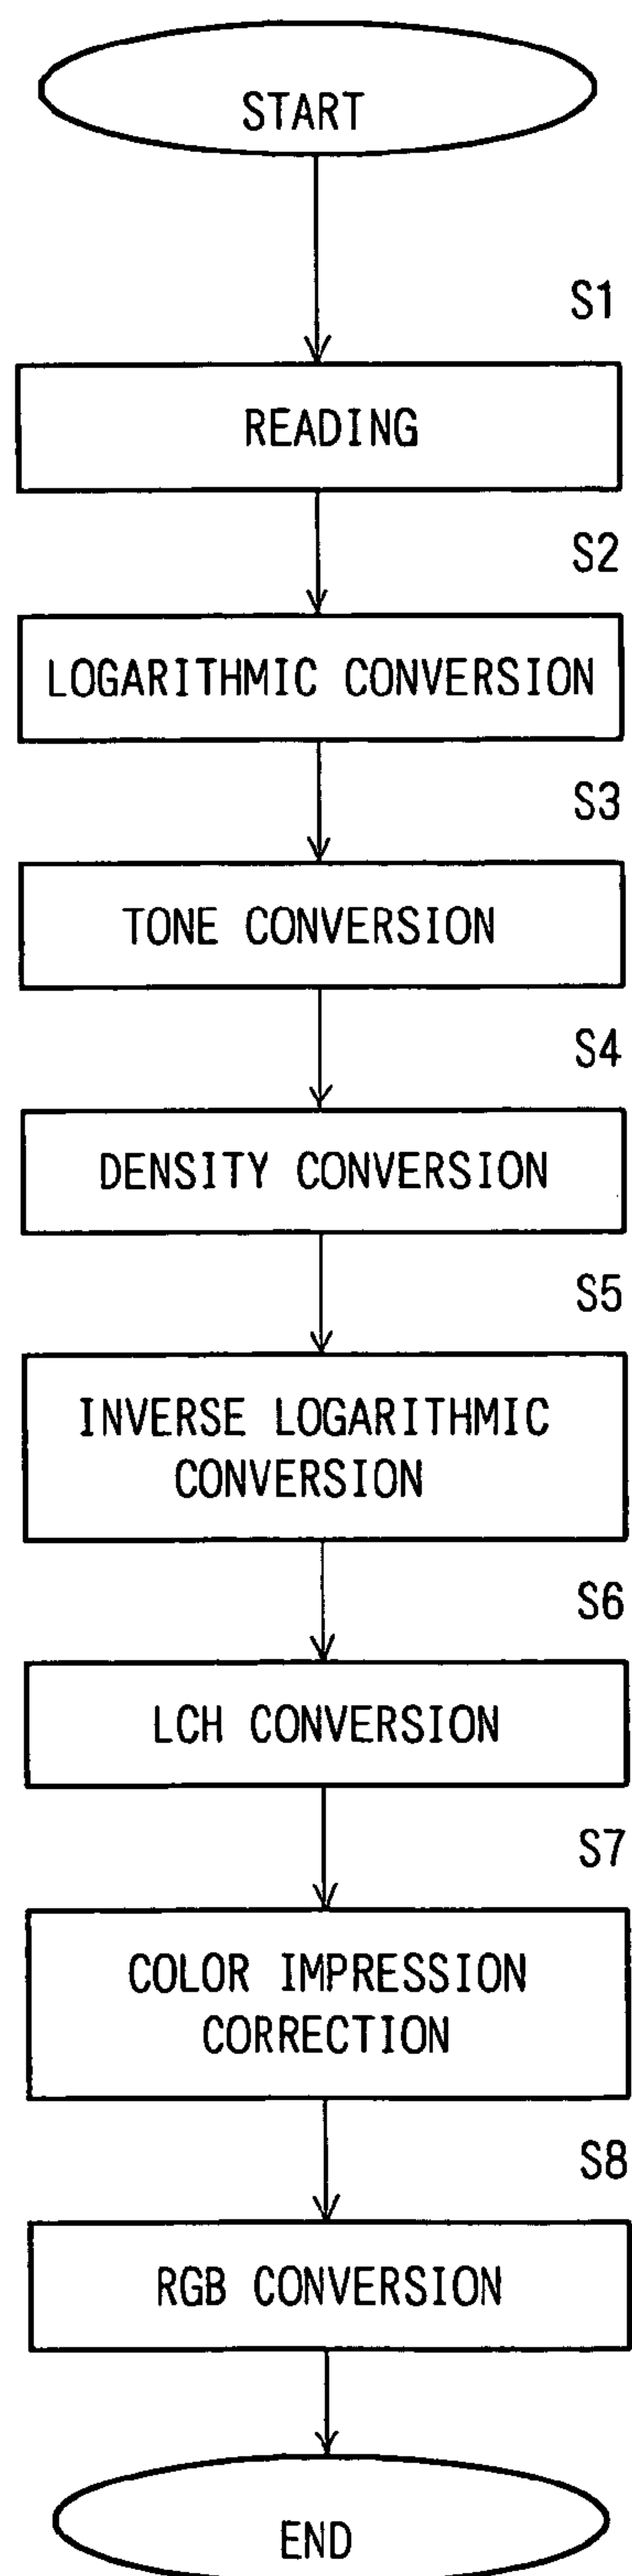 START
S1
READING
S2
LOGARITHMIC CONVERSION
S3
TONE CONVERSION
S4
DENSITY CONVERSION
S5
INVERSE LOGARITHMIC
CONVERSION
S6
LCH CONVERSION
S7
COLOR IMPRESSION
CORRECTION
S8
RGB CONVERSION
END